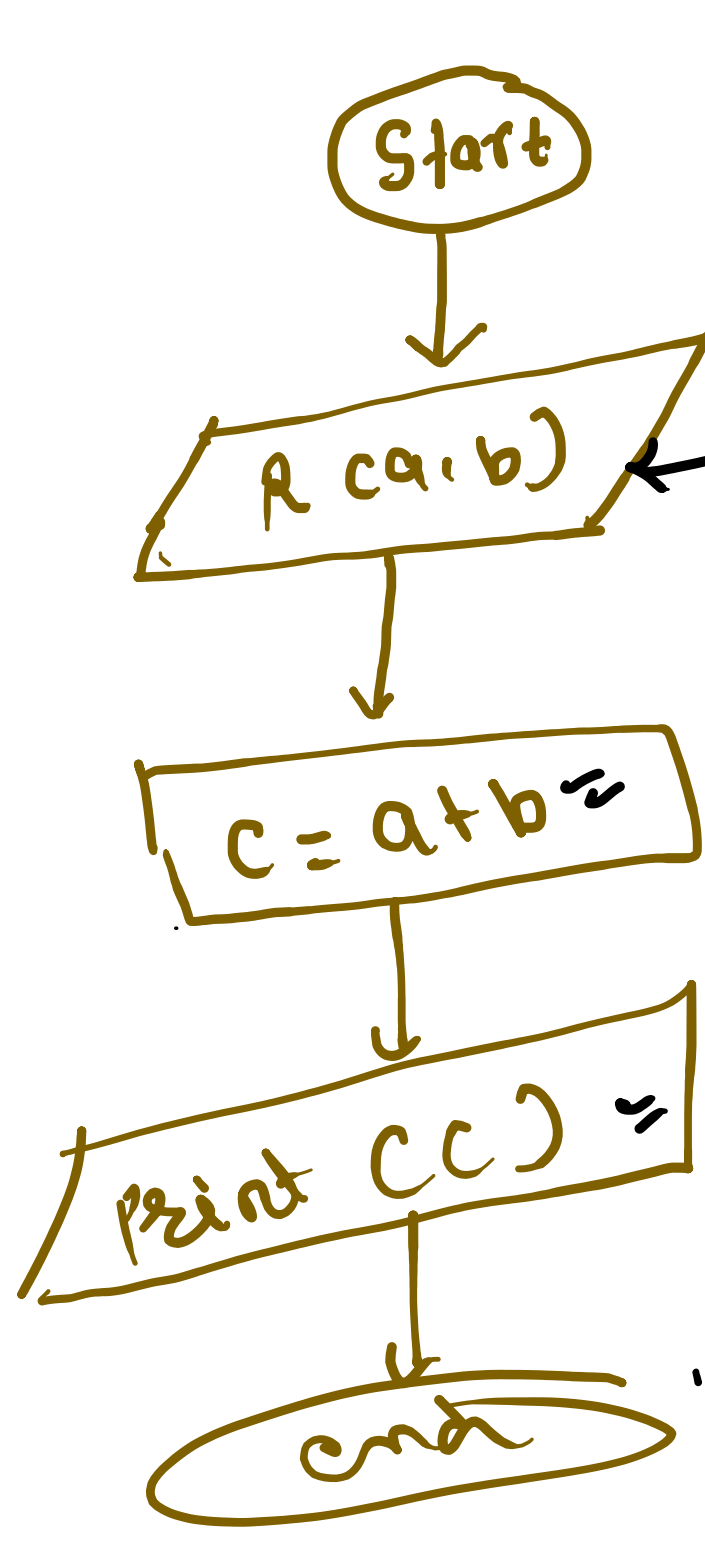 Start
R (a, b)
C = a + b
Print (C)
end